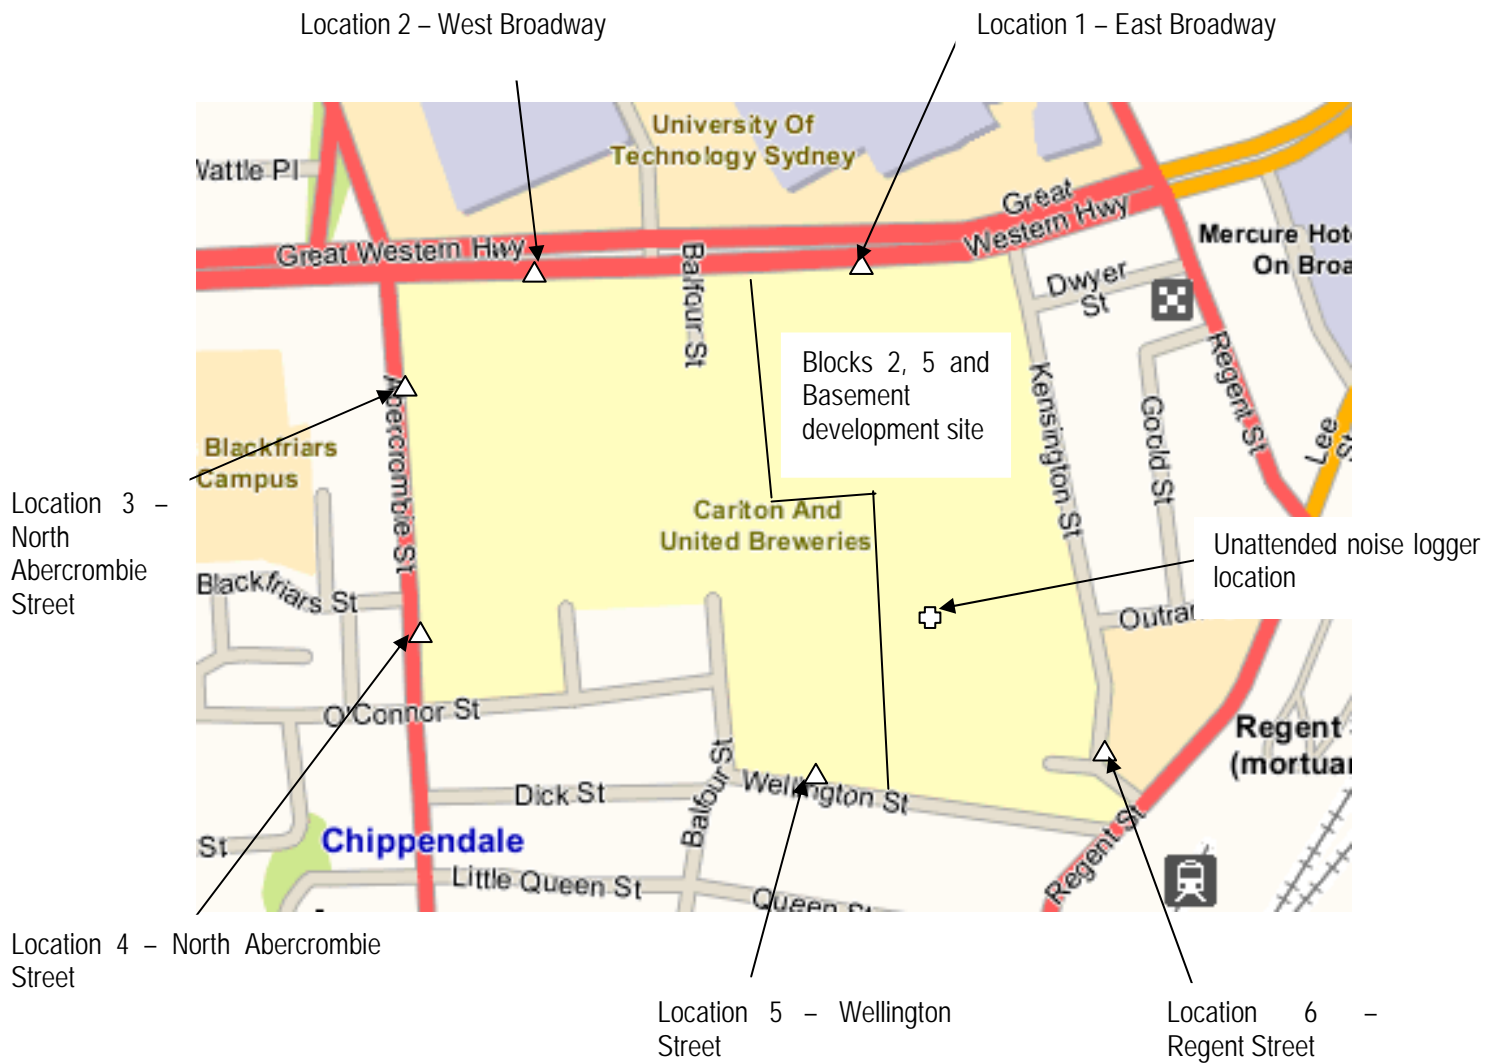 Location 2 – West Broadway
Location 1 – East Broadway
University Of
Technology Sydney
Wattle Pl
Great
Western Hwy
Great Western Hwy
Mercure Hot
On Broa
Balfour St
Dwyer
St
Blocks 2, 5 and
Basement
development site
Regent St
Kensington St
Goold St
Lee
St
Abercrombie St
Blackfriars
Campus
Location 3 –
North
Abercrombie
Street
Carlton And
United Breweries
Unattended noise logger
location
Blackfriars St
Outra
O'Connor St
Regent
(mortua
Balfour St
Wellington St
Dick St
St
Chippendale
Regent St
Little Queen St
Queen St
Location 4 – North Abercrombie
Street
Location 5 – Wellington
Street
Location 6 –
Regent Street